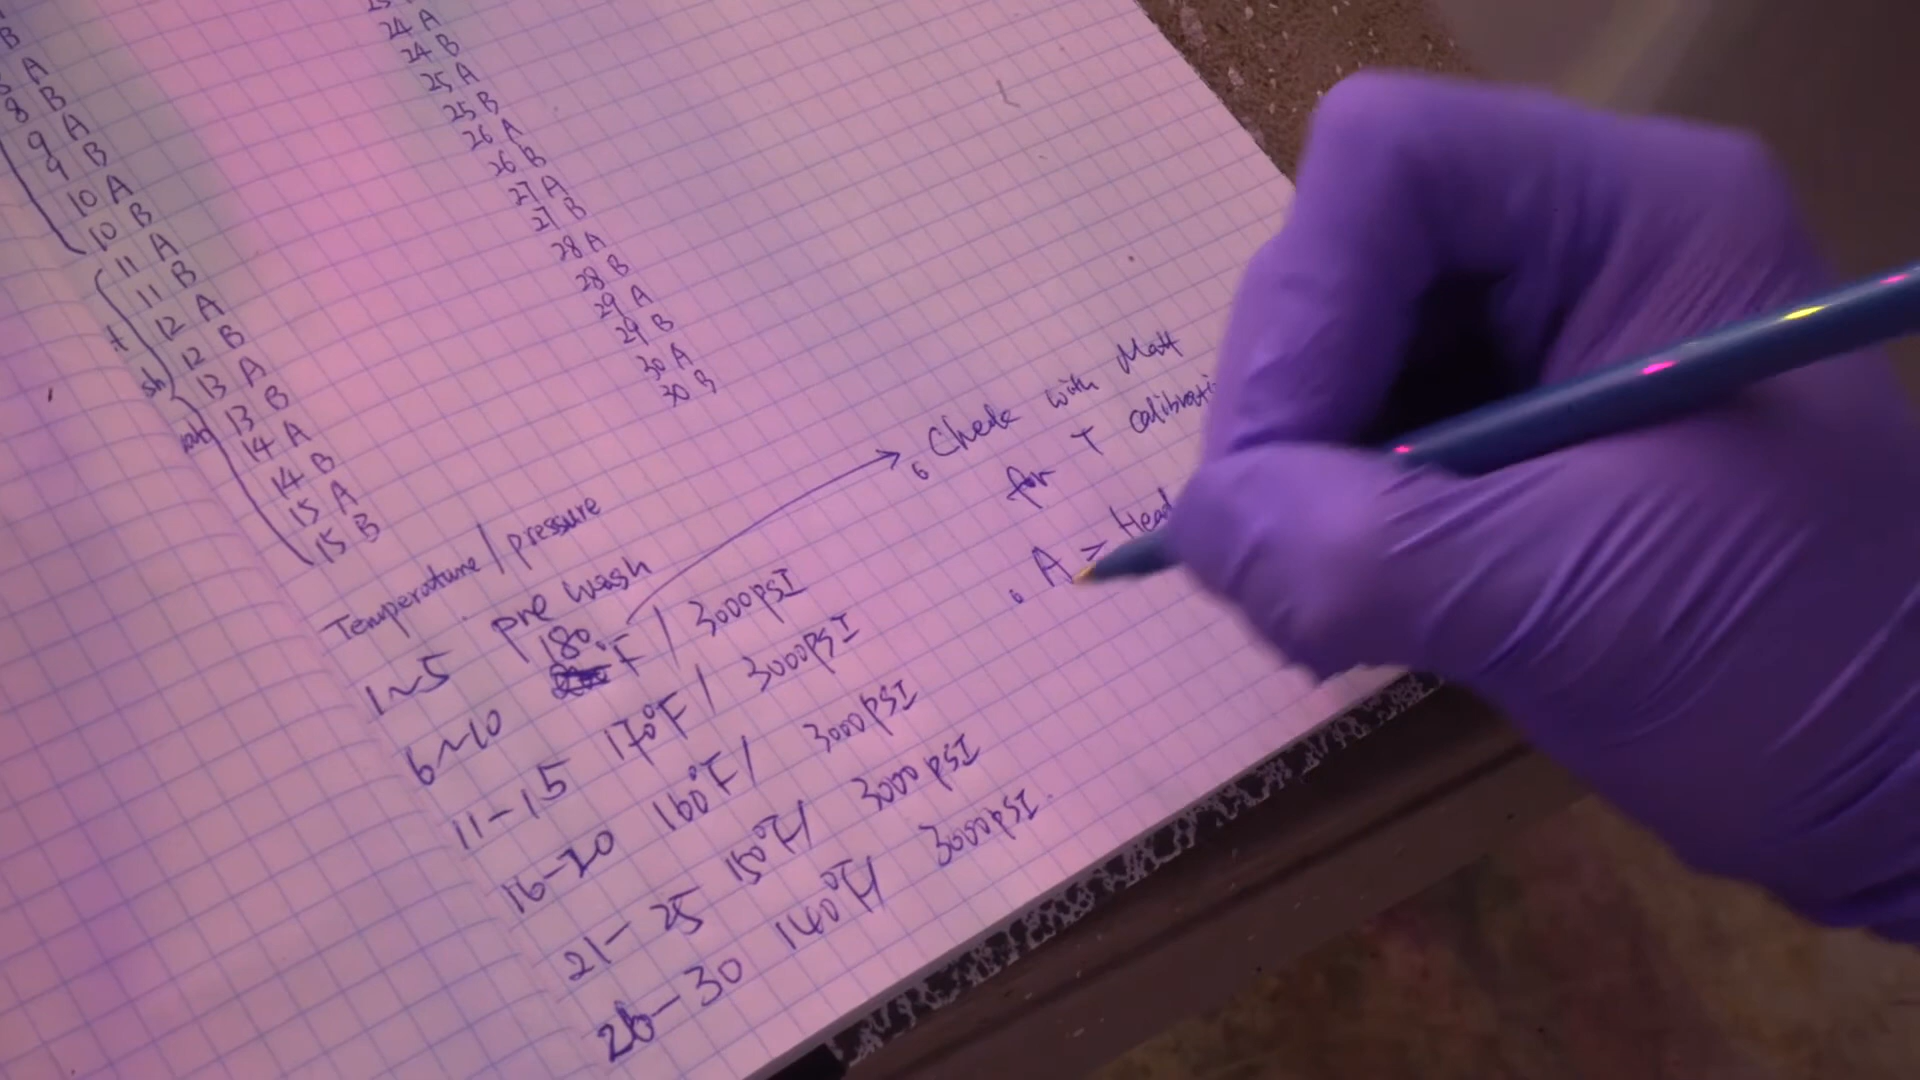 B
A
8 B
9 A
9 B
10 A
10 B
11 A
11 B
12 A
12 B
13 A
13 B
14 A
14 B
15 A
15 B
24 A
24 B
25 A
25 B
26 A
26 B
27 A
27 B
28 A
28 B
29 A
29 B
30 A
30 B
Temperature/pressure
1~5 pre wash
6~10 180°F / 3000psI
11-15 170°F / 3000psI
16-20 160°F / 3000psI
21-25 150°F / 3000psI
26-30 140°F / 3000psI.
Check with Matt
for T
A = Head